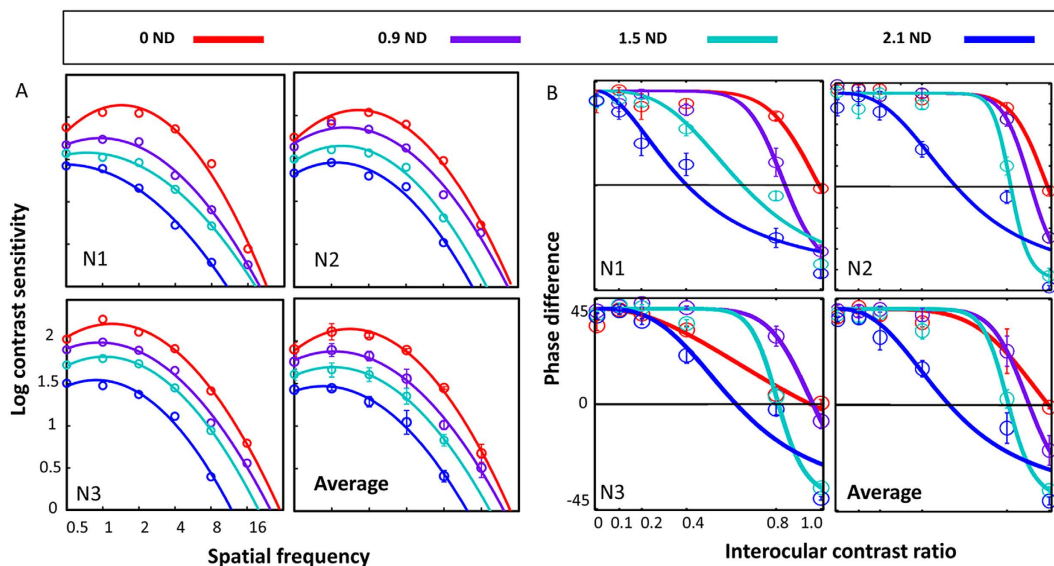 0 ND 0.9 ND 1.5 ND 2.1 ND
A
N1
N2
Log contrast sensitivity
2
1.5
1
0.5
0
N3
Average
0.5 1 2 4 8 16
Spatial frequency
B
N1
N2
Phase difference
45
0
-45
N3
Average
0 0.1 0.2 0.4 0.8 1.0
Interocular contrast ratio